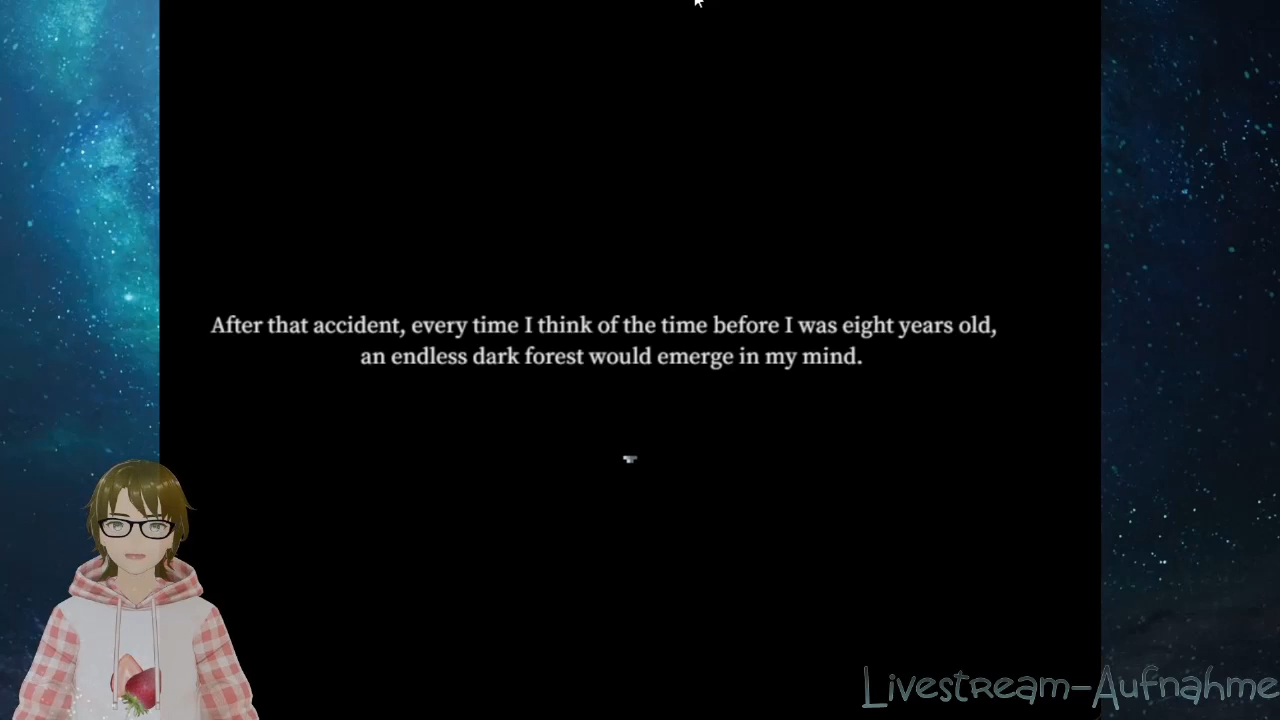 After that accident, every time I think of the time before I was eight years old,
an endless dark forest would emerge in my mind.
Livestream-Aufnahme